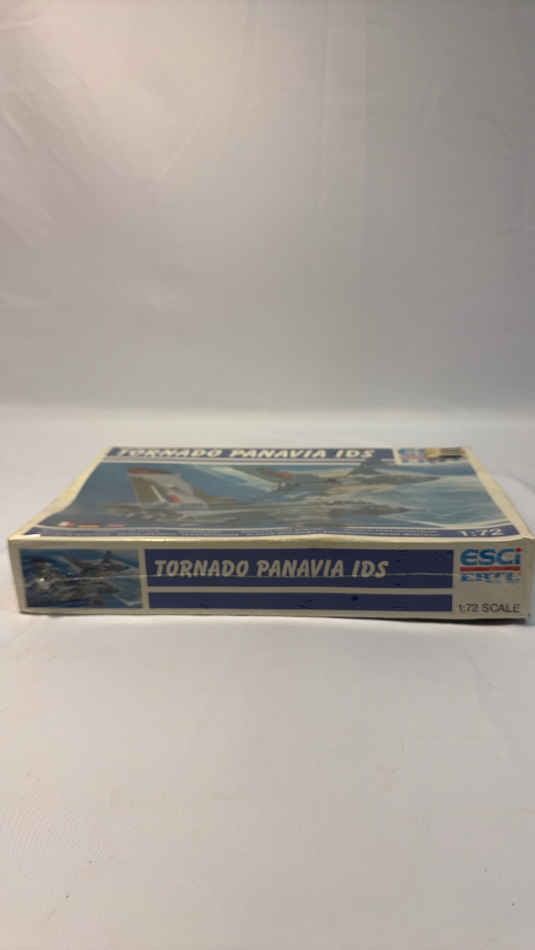 TORNADO PANAVIA IDS
1:72
TORNADO PANAVIA IDS
ESCI
ERTL
1:72 SCALE